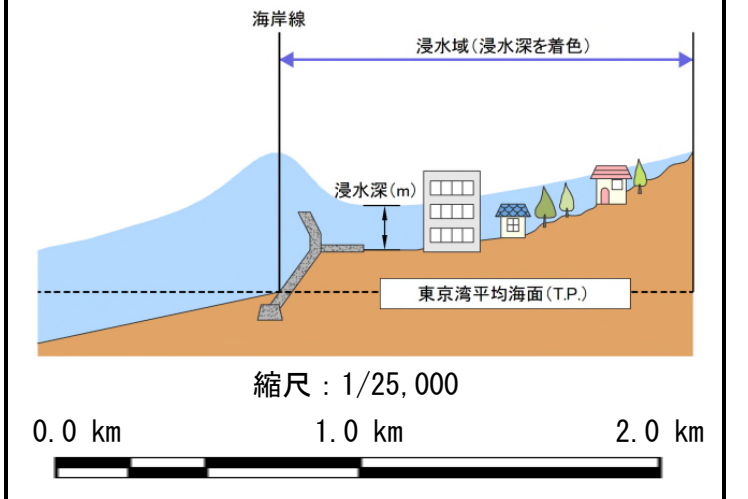 海岸線
浸水域(浸水深を着色)
浸水深(m)
東京湾平均海面(T.P.)
縮尺：1/25,000
0.0 km 1.0 km 2.0 km